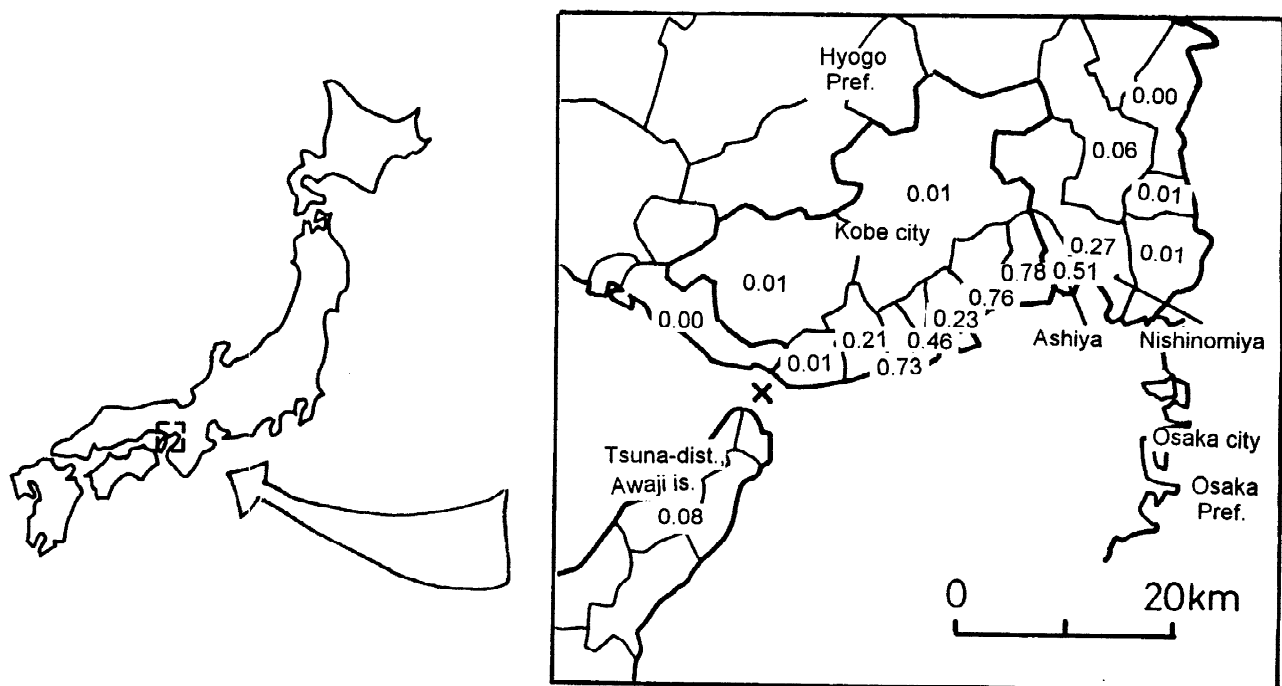 Hyogo
Pref.
0.00
0.06
0.01
0.01
Kobe city
0.27
0.01
0.78
0.51
0.01
0.76
0.00
0.23
0.21
0.46
Ashiya
Nishinomiya
0.01
0.73
×
Osaka city
Tsuna-dist.,
Awaji is.
Osaka
Pref.
0.08
0
20km